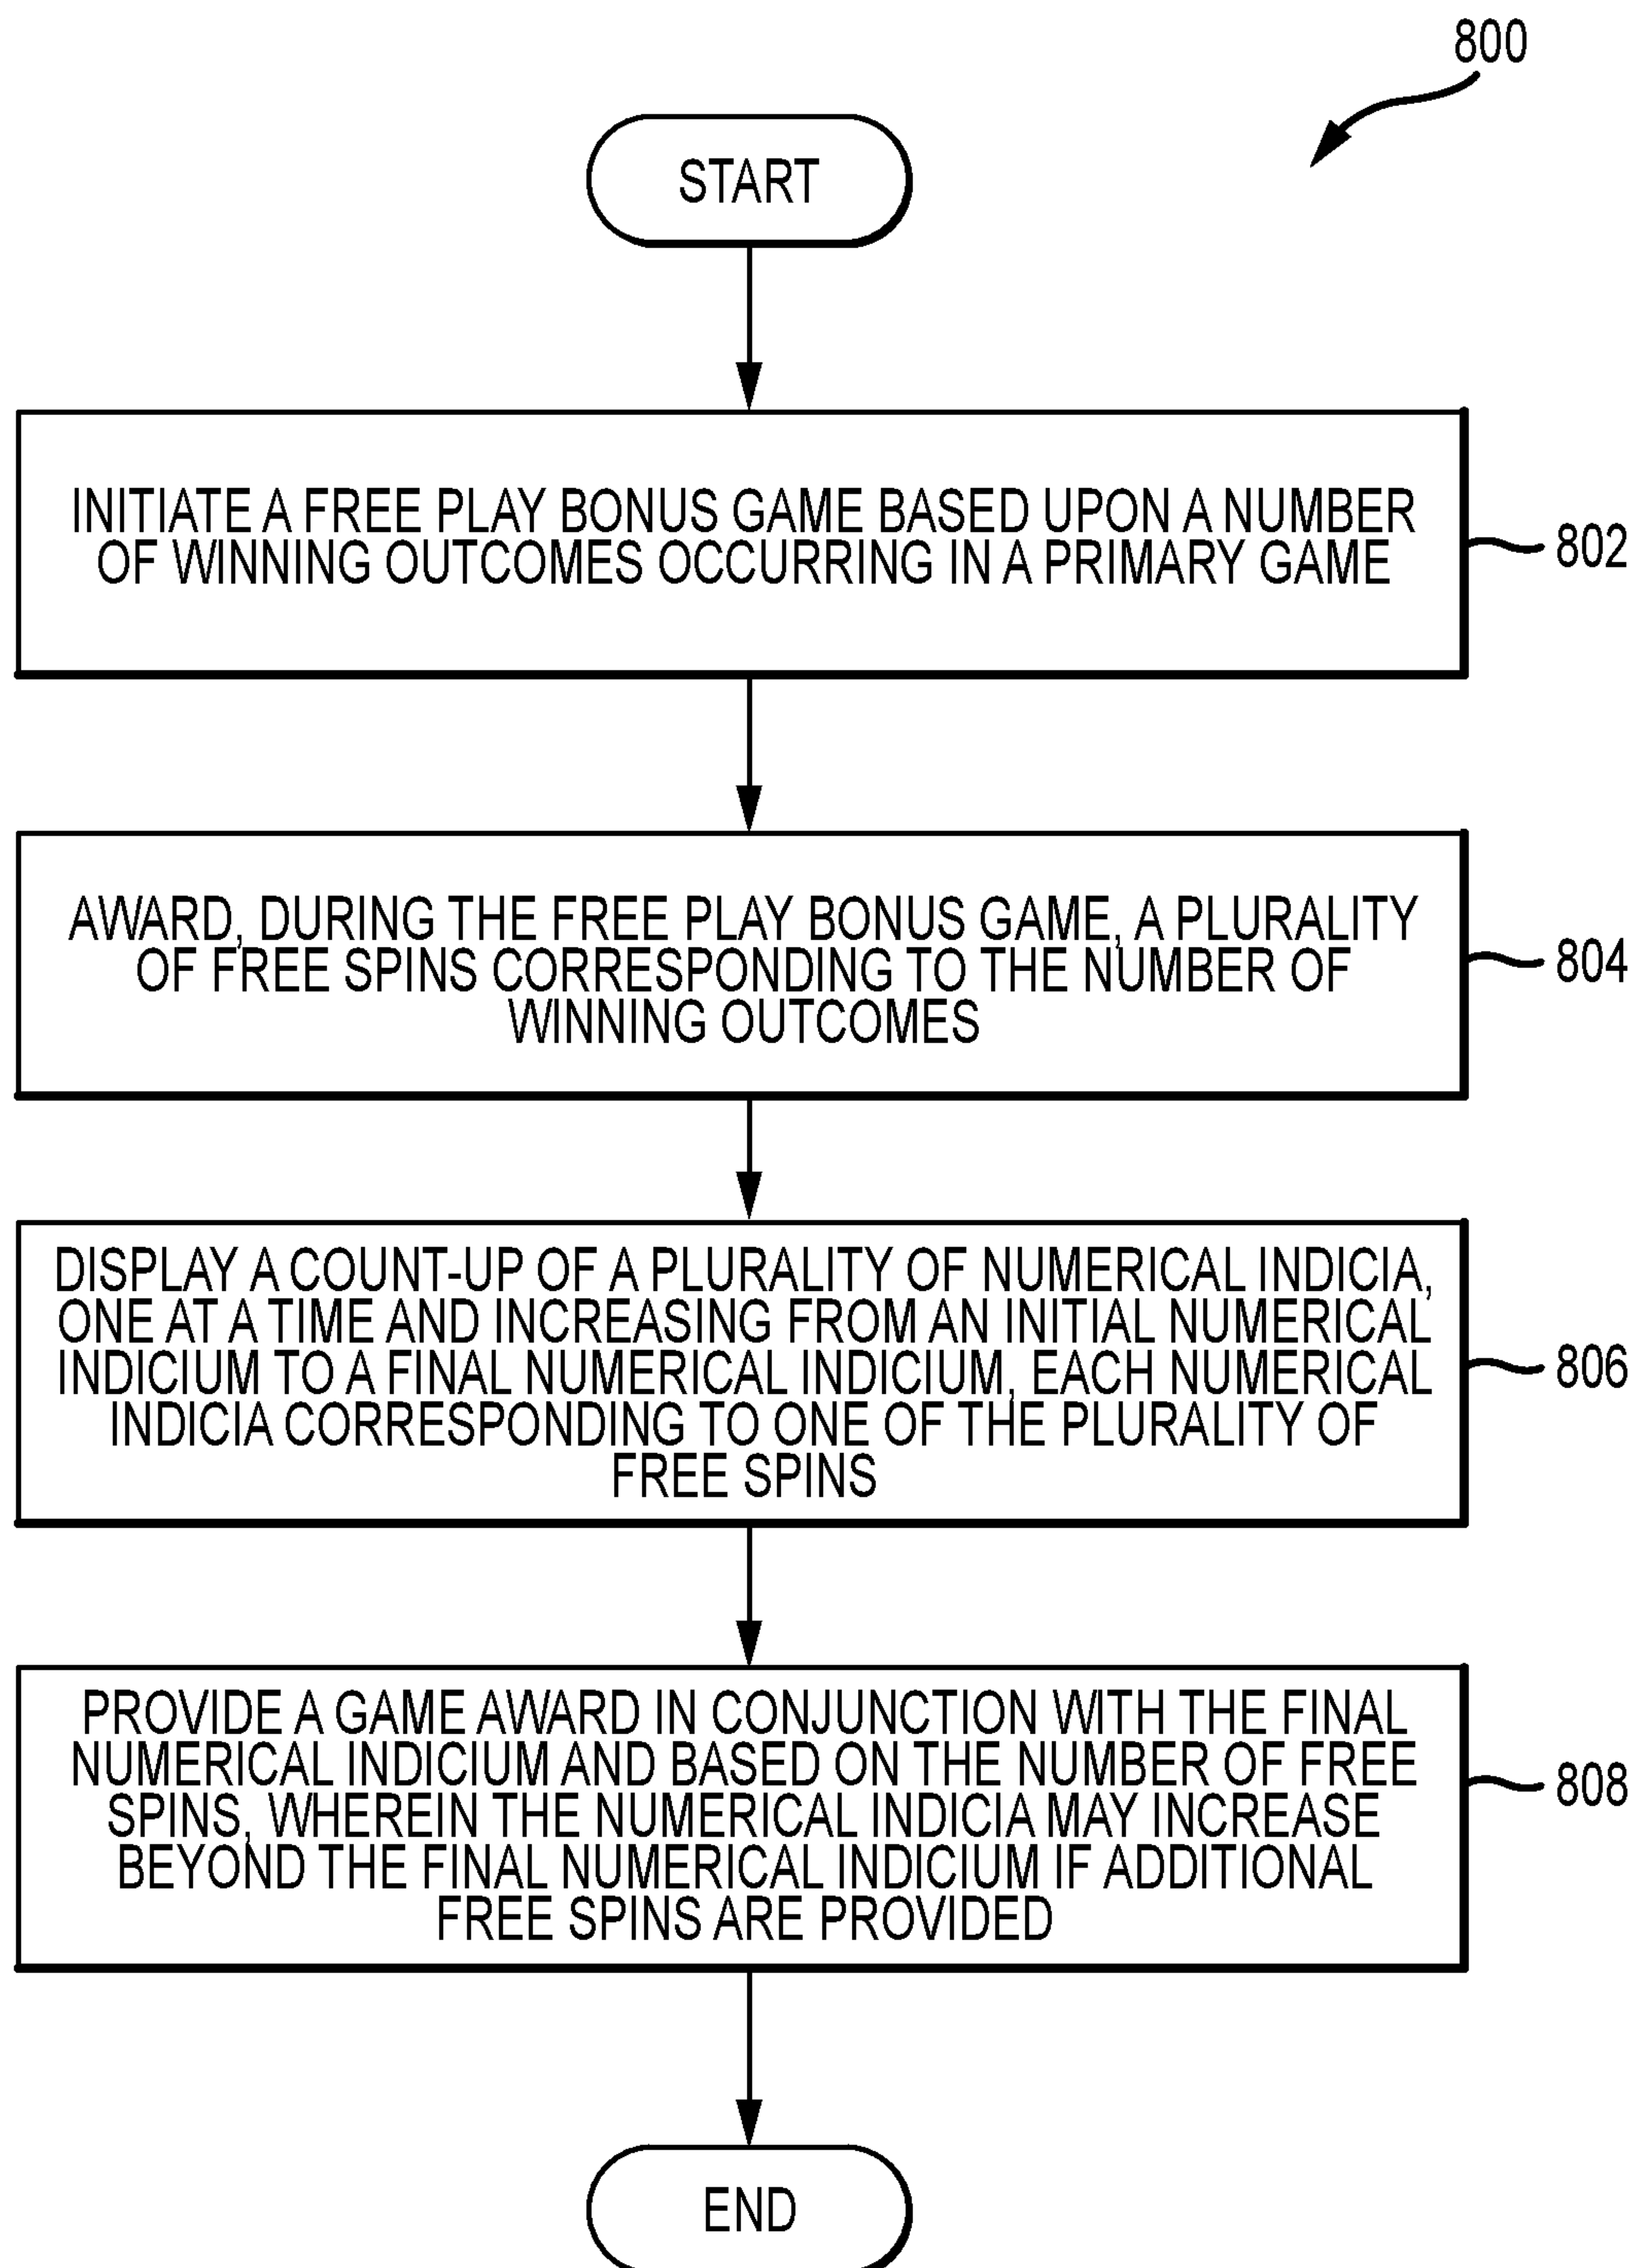 800
START
INITIATE A FREE PLAY BONUS GAME BASED UPON A NUMBER
OF WINNING OUTCOMES OCCURRING IN A PRIMARY GAME
802
AWARD, DURING THE FREE PLAY BONUS GAME, A PLURALITY
OF FREE SPINS CORRESPONDING TO THE NUMBER OF
WINNING OUTCOMES
804
DISPLAY A COUNT-UP OF A PLURALITY OF NUMERICAL INDICIA,
ONE AT A TIME AND INCREASING FROM AN INITIAL NUMERICAL
INDICIUM TO A FINAL NUMERICAL INDICIUM, EACH NUMERICAL
INDICIA CORRESPONDING TO ONE OF THE PLURALITY OF
FREE SPINS
806
PROVIDE A GAME AWARD IN CONJUNCTION WITH THE FINAL
NUMERICAL INDICIUM AND BASED ON THE NUMBER OF FREE
SPINS, WHEREIN THE NUMERICAL INDICIA MAY INCREASE
BEYOND THE FINAL NUMERICAL INDICIUM IF ADDITIONAL
FREE SPINS ARE PROVIDED
808
END